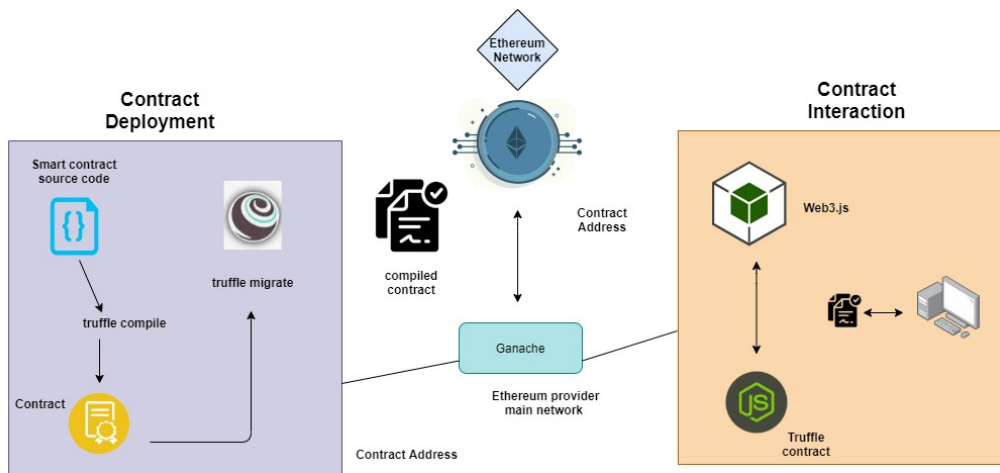 Ethereum
Network
Contract
Deployment
Contract
Interaction
Smart contract
source code
{}
truffle compile
Contract
truffle migrate
compiled
contract
Contract
Address
Ganache
Ethereum provider
main network
Contract Address
Web3.js
JS
Truffle
contract